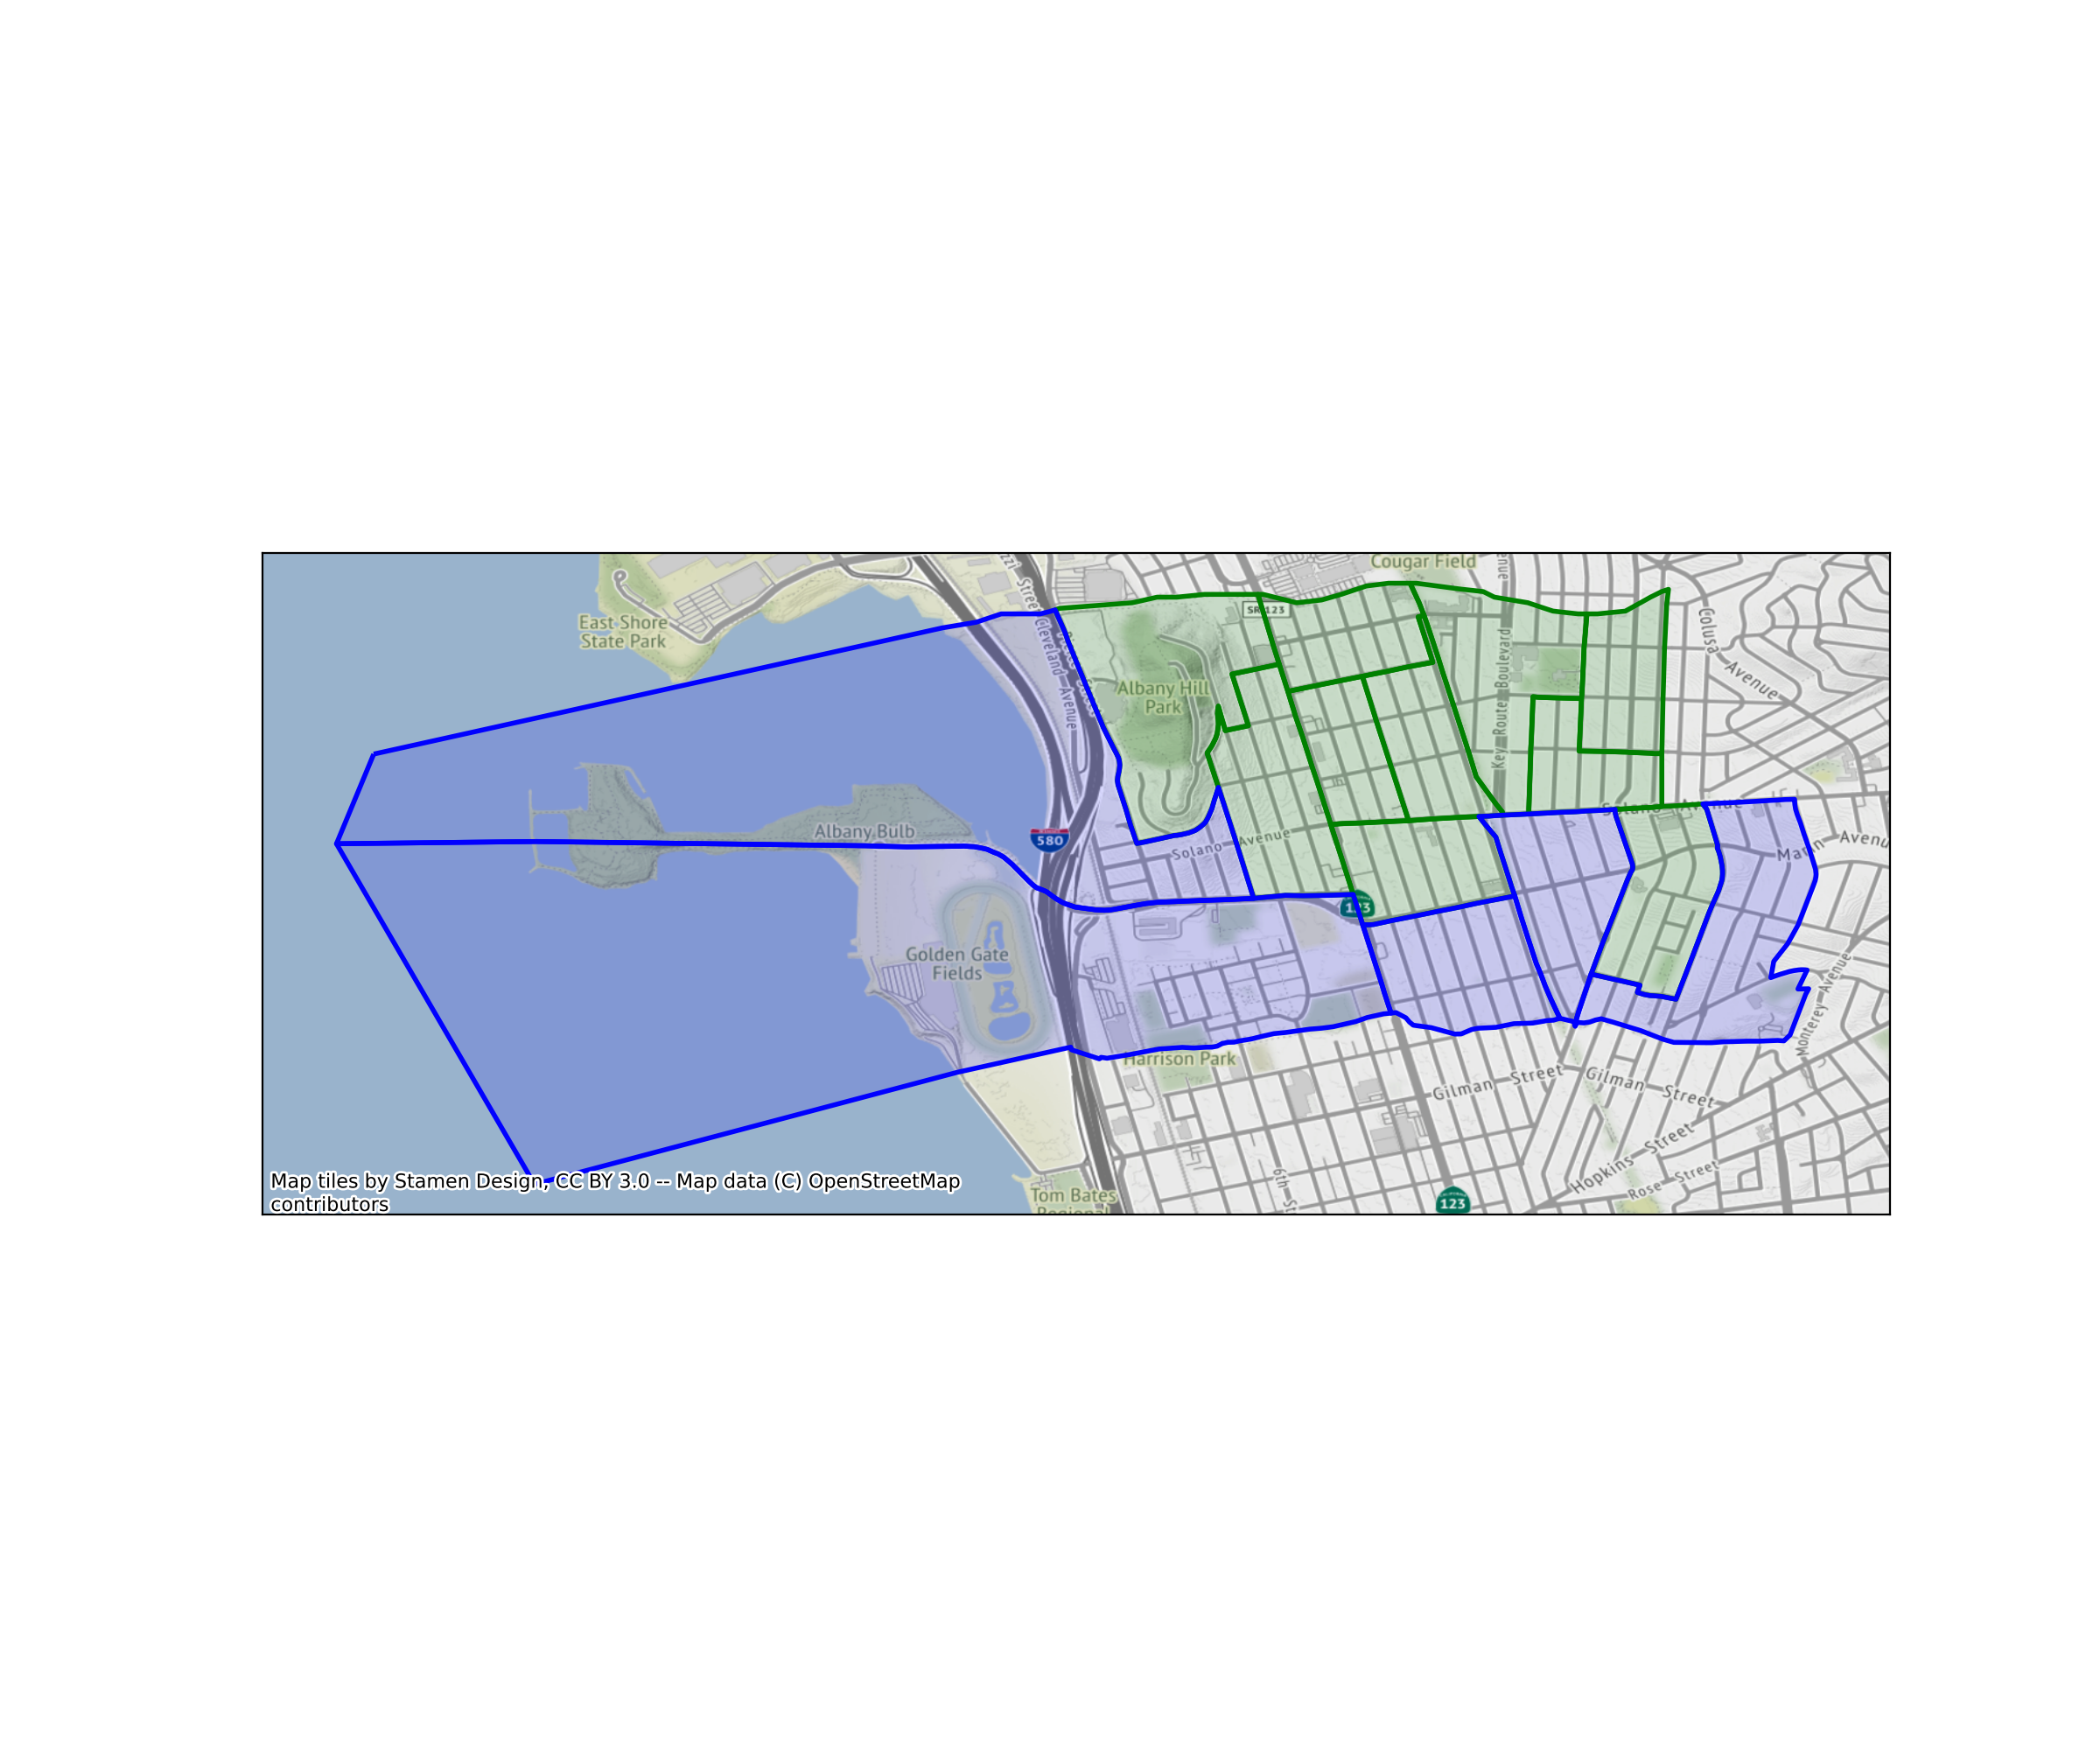 Cougar Field
East Shore
State Park
Street
Cleveland Avenue
SR 123
Colusa
Avenue
Key Route Boulevard
Albany Hill
Park
Albany Bulb
580
Solano Avenue
Solano Avenue
Marin Avenu
123
Golden Gate
Fields
Monterey Avenue
Harrison Park
Gilman Street
Gilman Street
Hopkins Street
Rose Street
6th St
Tom Bates
Regional
123
Map tiles by Stamen Design, CC BY 3.0 -- Map data (C) OpenStreetMap
contributors